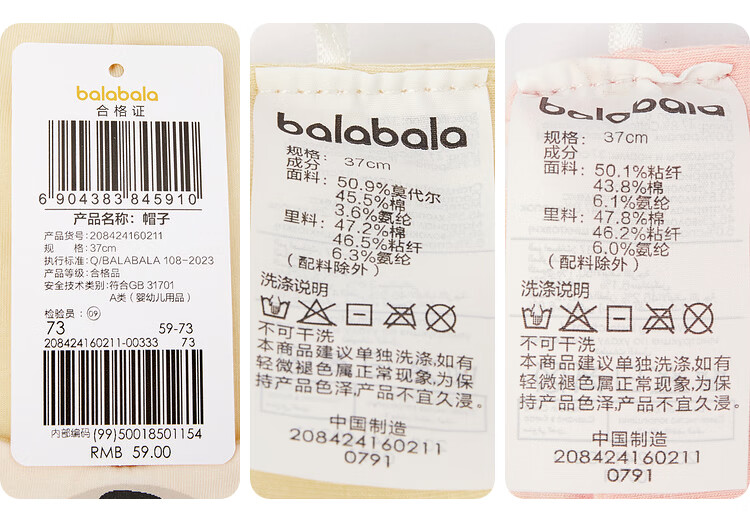 balabala
合格证
6 904383 845910
产品名称: 帽子
产品货号: 208424160211
规 格: 37cm
执行标准: Q/BALABALA 108-2023
产品等级: 合格品
安全技术类别: 符合GB 31701
A类（婴幼儿用品）
检验员: 09
73 59-73
208424160211-00333 73
内部编码 (99)50018501154
RMB 59.00
balabala
规格: 37cm
成分
面料: 50.9%莫代尔
45.5%棉
3.6%氨纶
里料: 47.2%棉
46.5%粘纤
6.3%氨纶
（配料除外）
洗涤说明
不可干洗
本商品建议单独洗涤,如有
轻微褪色属正常现象,为保
持产品色泽,产品不宜久浸。
中国制造
208424160211
0791
balabala
规格: 37cm
成分
面料: 50.1%粘纤
43.8%棉
6.1%氨纶
里料: 47.8%棉
46.2%粘纤
6.0%氨纶
（配料除外）
洗涤说明
不可干洗
本商品建议单独洗涤,如有
轻微褪色属正常现象,为保
持产品色泽,产品不宜久浸。
中国制造
208424160211
0791